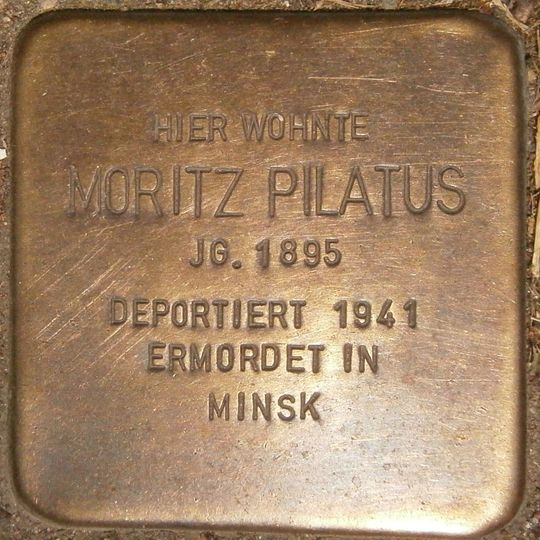 HIER WOHNTE
MORITZ PILATUS
JG. 1895
DEPORTIERT 1941
ERMORDET IN
MINSK